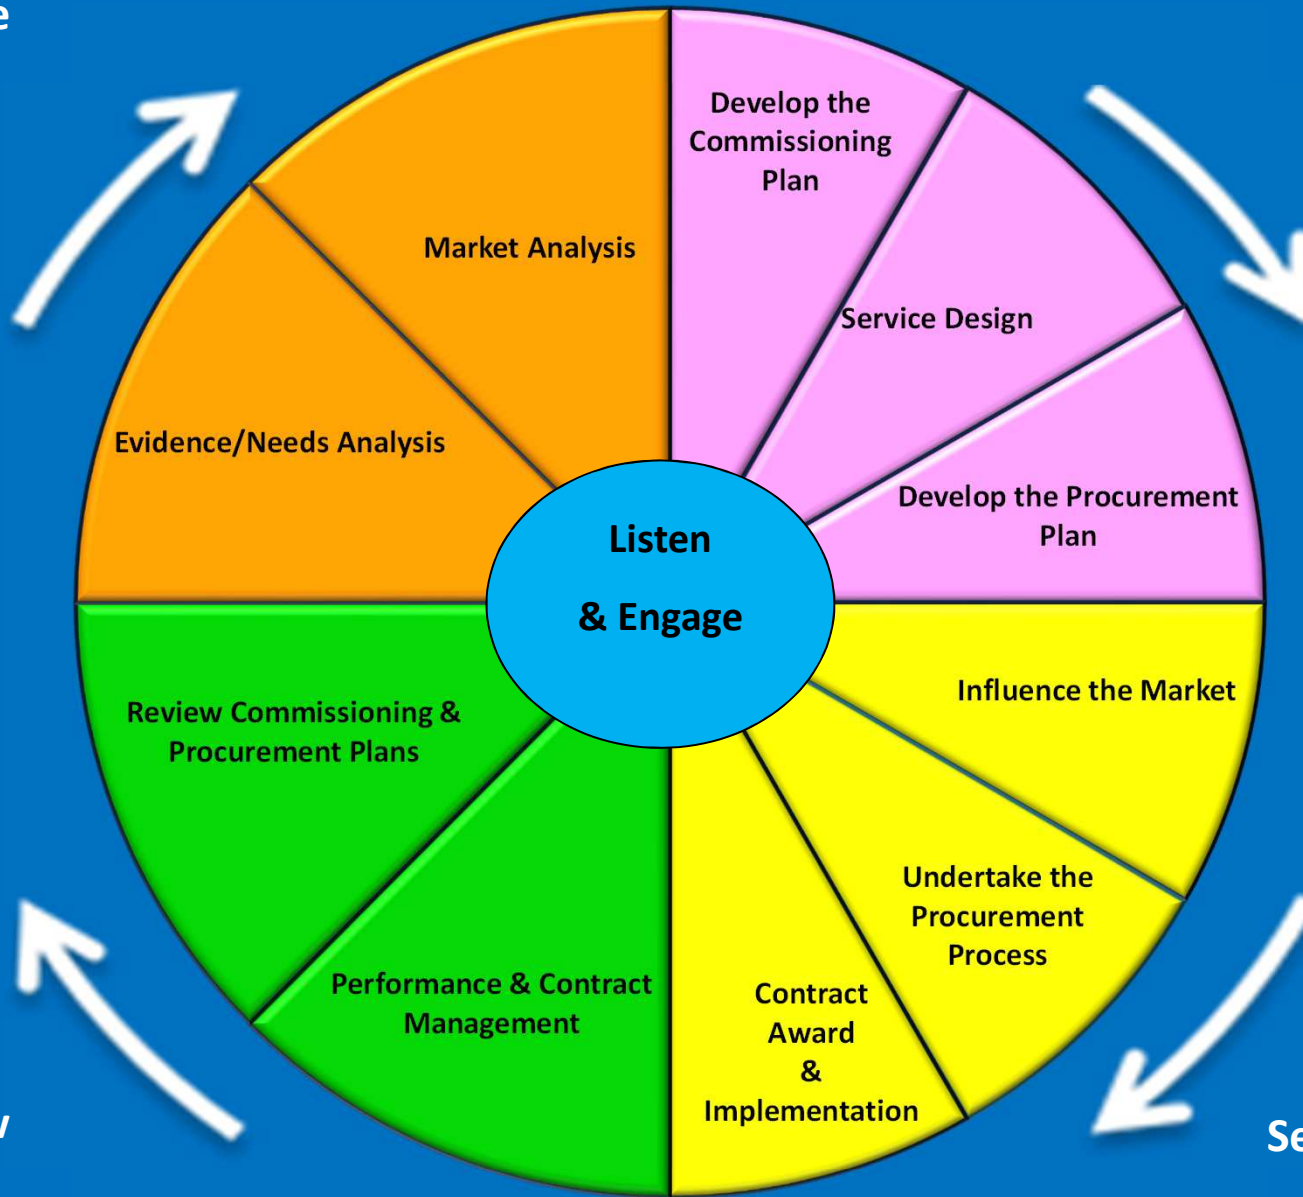 Develop the
Commissioning
Plan
Market Analysis
Service Design
Evidence/Needs Analysis
Develop the Procurement
Plan
Listen
& Engage
Influence the Market
Review Commissioning &
Procurement Plans
Undertake the
Procurement
Process
Performance & Contract
Management
Contract
Award
&
Implementation